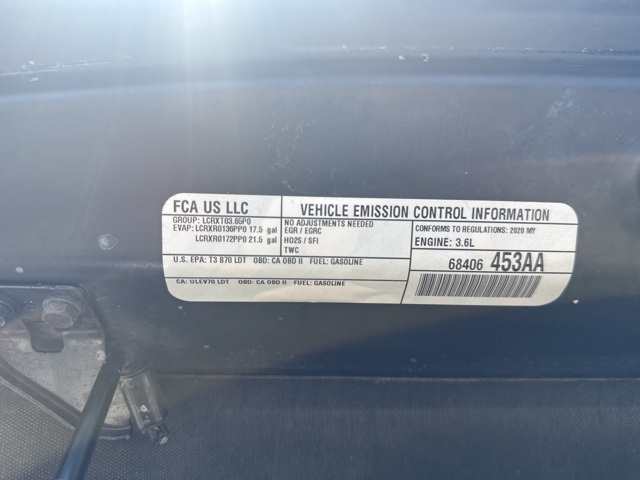 FCA US LLC
VEHICLE EMISSION CONTROL INFORMATION
GROUP: LCRXT03.65P0
EVAP: LCRXR0136PP0 17.5 gal
LCRXR0172PP0 21.5 gal
NO ADJUSTMENTS NEEDED
EGR / EGRC
HO2S / SFI
TWC
CONFORMS TO REGULATIONS: 2020 MY
ENGINE: 3.6L
U.S. EPA: T3 B70 LDT OBD: CA OBD II FUEL: GASOLINE
CA: ULEV70 LDT OBD: CA OBD II FUEL: GASOLINE
68406 453AA